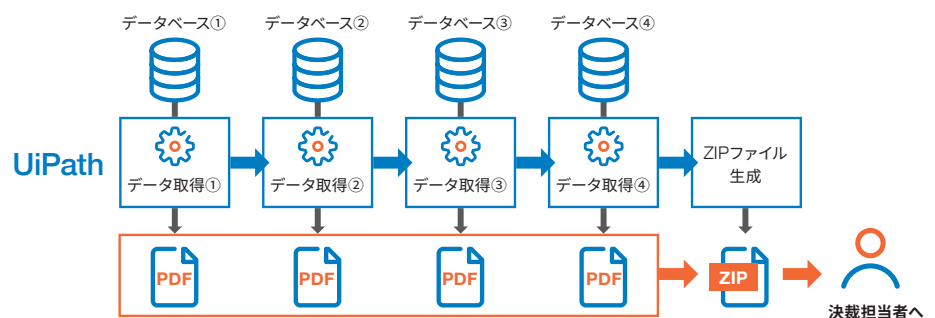 データベース①
データベース②
データベース③
データベース④
UiPath
データ取得①
データ取得②
データ取得③
データ取得④
ZIPファイル
生成
PDF
PDF
PDF
PDF
ZIP
決裁担当者へ